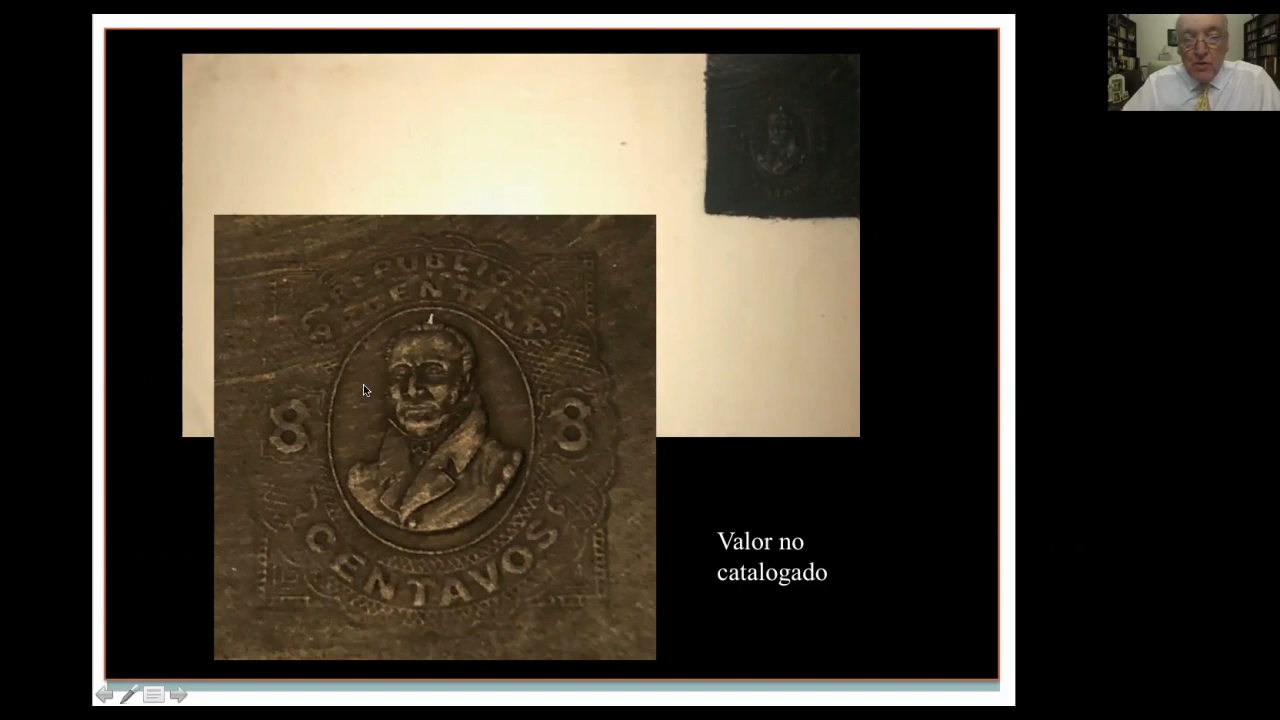 REPUBLICA
ARGENTINA
8 8
CENTAVOS
Valor no
catalogado